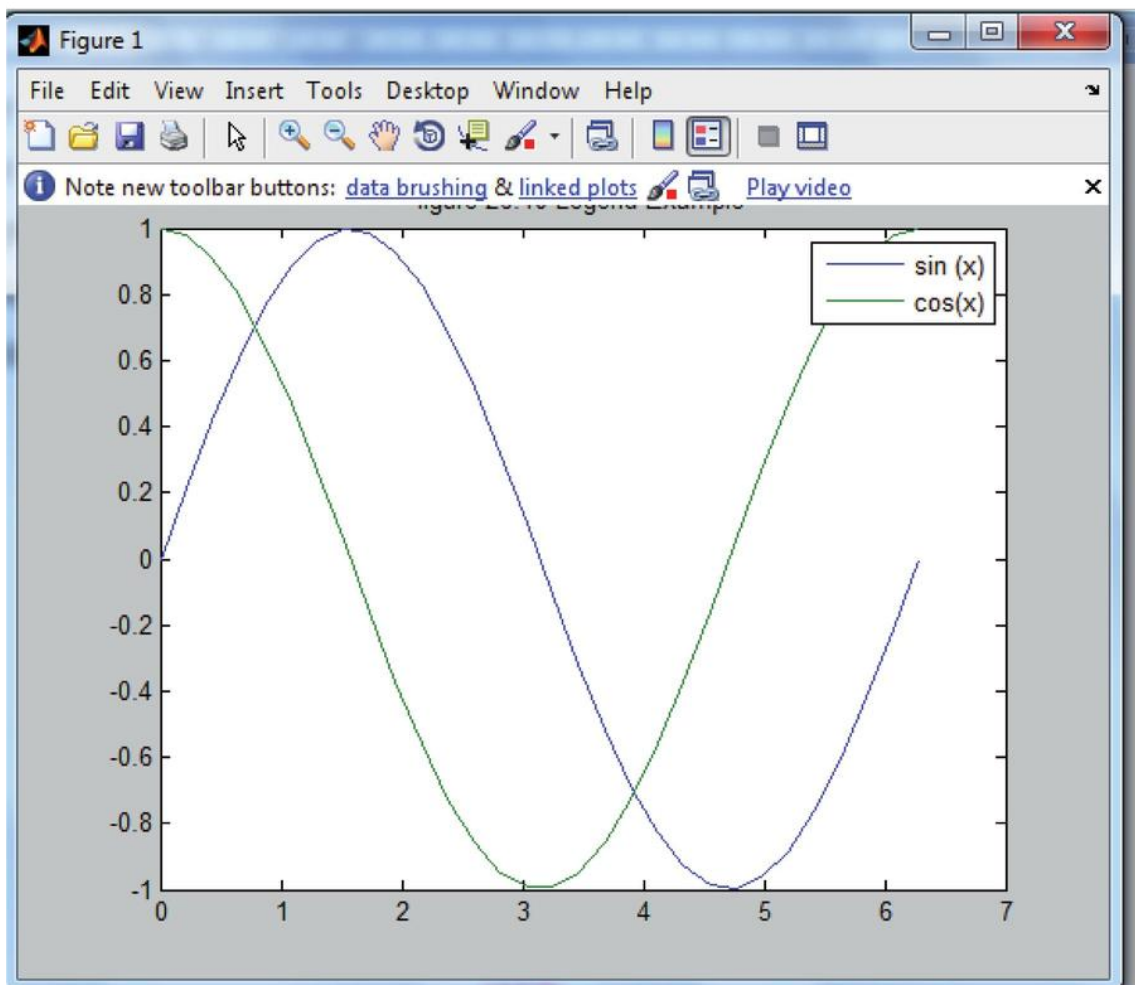 Figure 1
File Edit View Insert Tools Desktop Window Help
Note new toolbar buttons: data brushing & linked plots Play video
Legend Example
1
0.8
0.6
0.4
0.2
0
-0.2
-0.4
-0.6
-0.8
-1
0 1 2 3 4 5 6 7
sin (x)
cos(x)